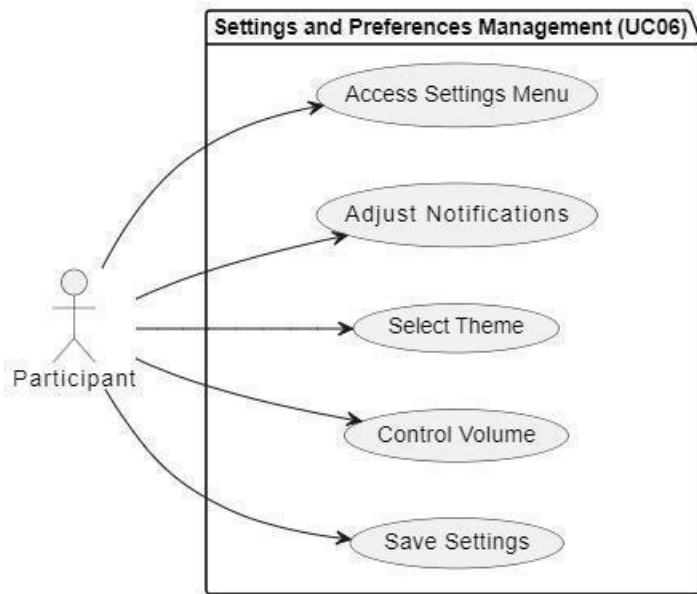 Settings and Preferences Management (UC06)
Access Settings Menu
Adjust Notifications
Select Theme
Participant
Control Volume
Save Settings